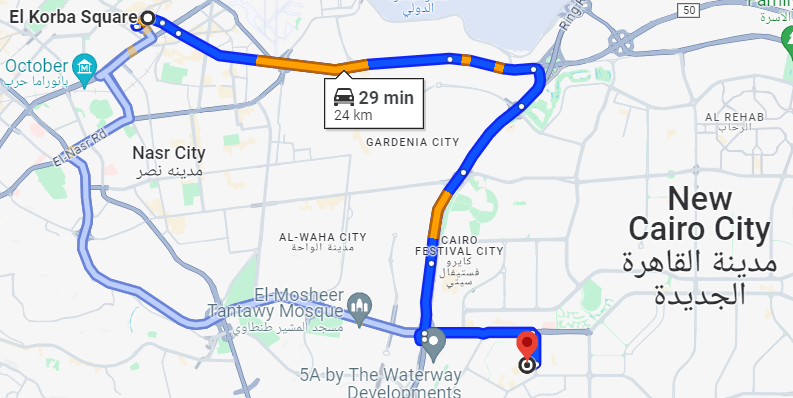 الدولي
El Korba Square
Ring R
50
الأسرة
October
بانوراما حرب
29 min
24 km
GARDENIA CITY
AL REHAB
الرحاب
El-Nasr Rd
Nasr City
مدينه نصر
New
Cairo City
مدينة القاهرة
الجديدة
AL-WAHA CITY
مدينة الواحة
CAIRO
FESTIVAL CITY
كايرو
فستيفال
سيتي
El-Mosheer
Tantawy Mosque
مسجد المشير طنطاوي
5A by The Waterway
Developments